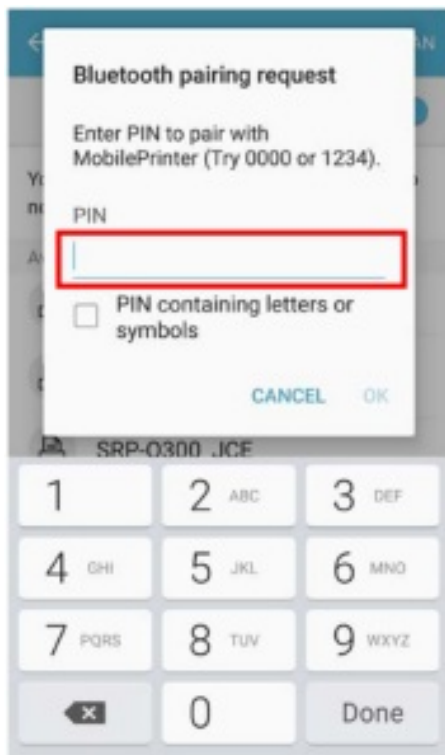 AN
Bluetooth pairing request
Enter PIN to pair with
MobilePrinter (Try 0000 or 1234).
PIN
PIN containing letters or
symbols
CANCEL OK
SRP-Q300_JCE
1 2 ABC 3 DEF
4 GHI 5 JKL 6 MNO
7 PQRS 8 TUV 9 WXYZ
0 Done